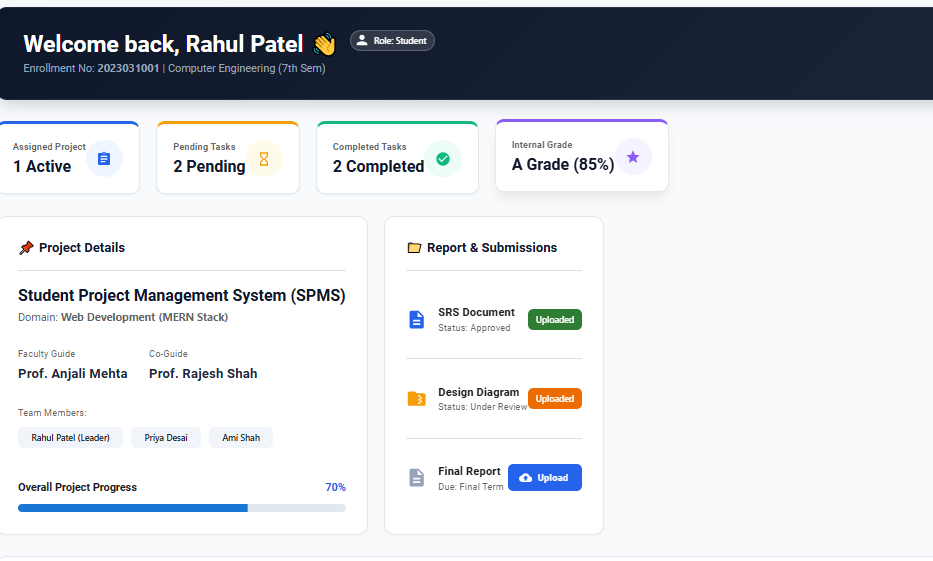 Welcome back, Rahul Patel 👋
Role: Student
Enrollment No: 2023031001 | Computer Engineering (7th Sem)
Assigned Project
1 Active
Pending Tasks
2 Pending
Completed Tasks
2 Completed
Internal Grade
A Grade (85%)
Project Details
Student Project Management System (SPMS)
Domain: Web Development (MERN Stack)
Faculty Guide
Prof. Anjali Mehta
Co-Guide
Prof. Rajesh Shah
Team Members:
Rahul Patel (Leader)
Priya Desai
Ami Shah
Overall Project Progress
70%
Report & Submissions
SRS Document
Status: Approved
Uploaded
Design Diagram
Status: Under Review
Uploaded
Final Report
Due: Final Term
Upload